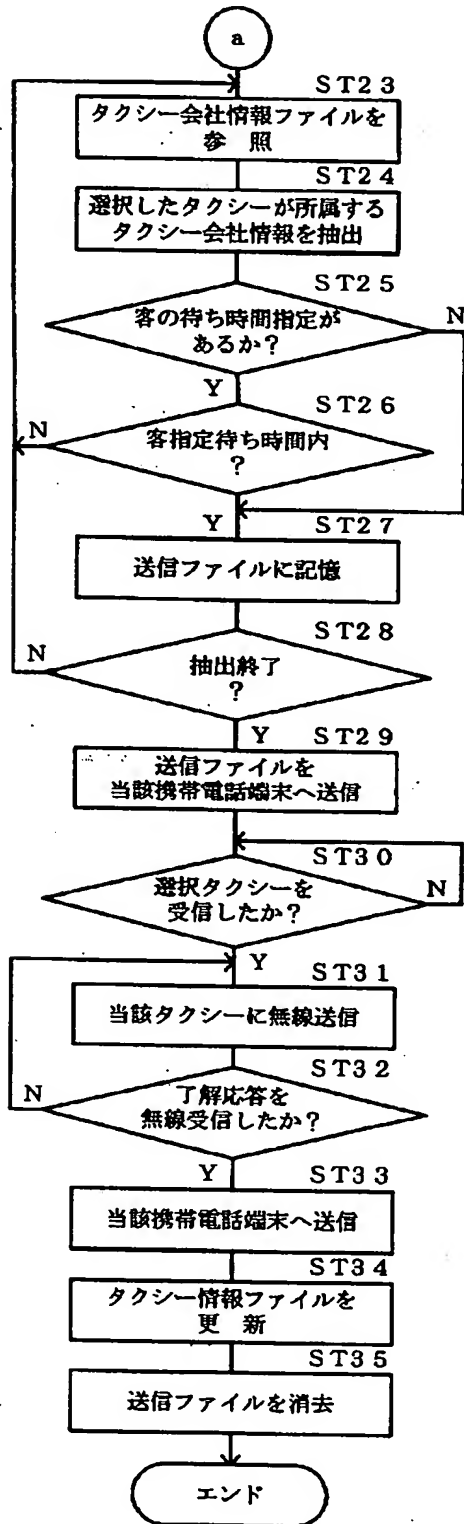 a
ST23
タクシー会社情報ファイルを
参 照
ST24
選択したタクシーが所属する
タクシー会社情報を抽出
ST25
客の待ち時間指定が
あるか?
N
Y
ST26
N
客指定待ち時間内
?
Y
ST27
送信ファイルに記憶
ST28
N
抽出終了
?
Y
ST29
送信ファイルを
当該携帯電話端末へ送信
ST30
選択タクシーを
受信したか?
N
Y
ST31
当該タクシーに無線送信
ST32
N
了解応答を
無線受信したか?
Y
ST33
当該携帯電話端末へ送信
ST34
タクシー情報ファイルを
更 新
ST35
送信ファイルを消去
エンド